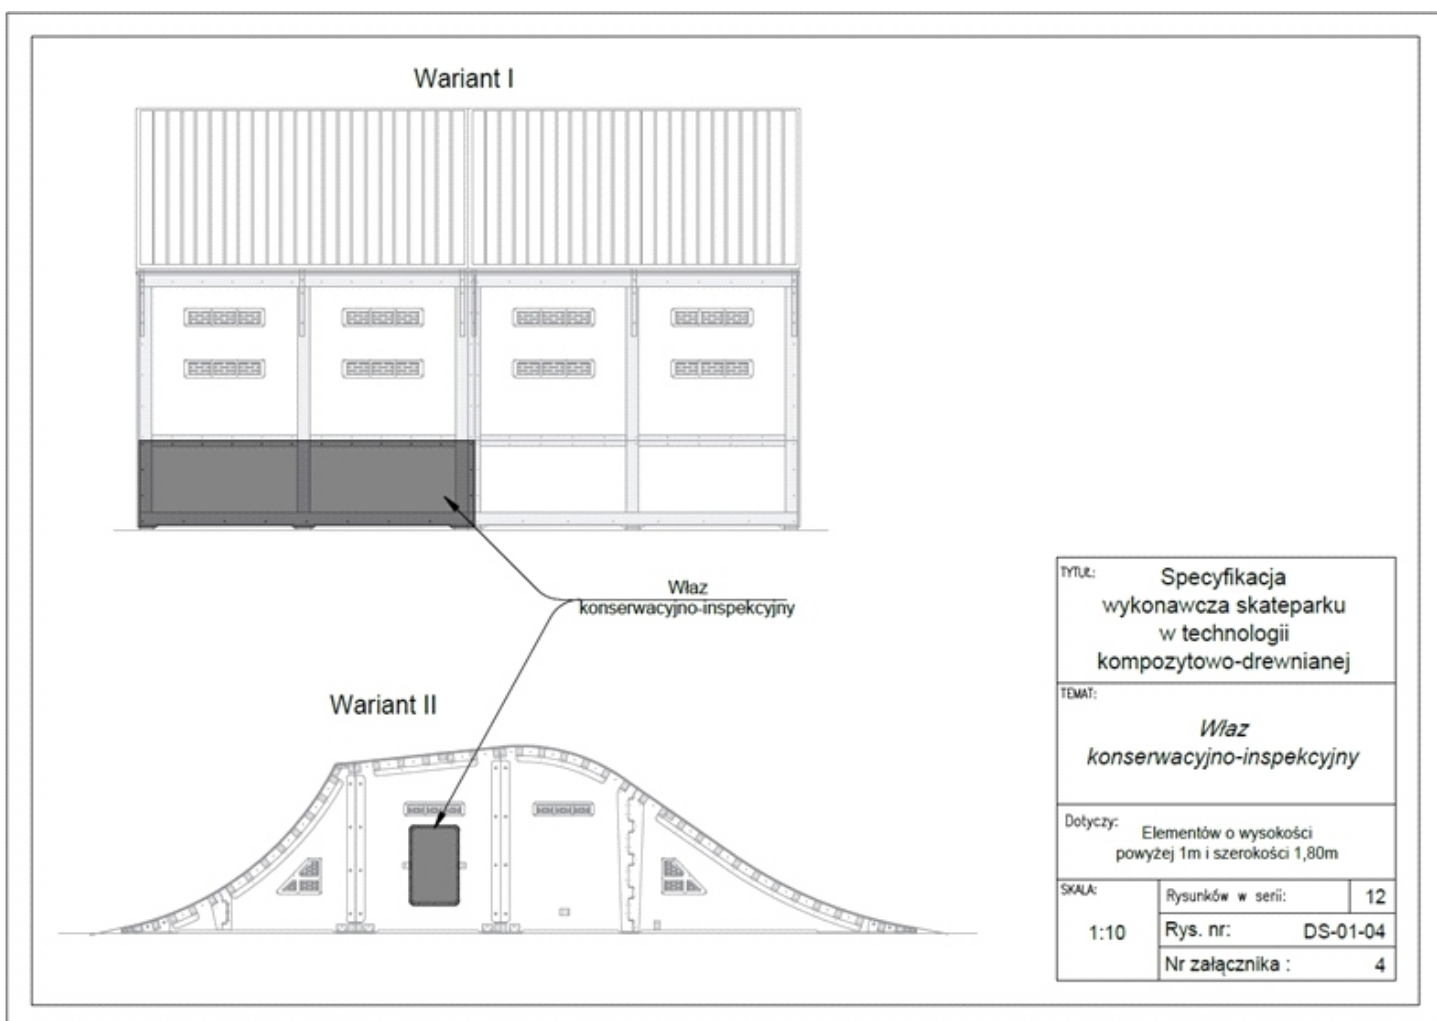 Wariant I
Właz
konserwacyjno-inspekcyjny
Wariant II
TYTUŁ:
Specyfikacja
wykonawcza skateparku
w technologii
kompozytowo-drewnianej
TEMAT:
Właz
konserwacyjno-inspekcyjny
Dotyczy:
Elementów o wysokości
powyżej 1m i szerokości 1,80m
SKALA:
1:10
Rysunków w serii: 12
Rys. nr: DS-01-04
Nr załącznika : 4